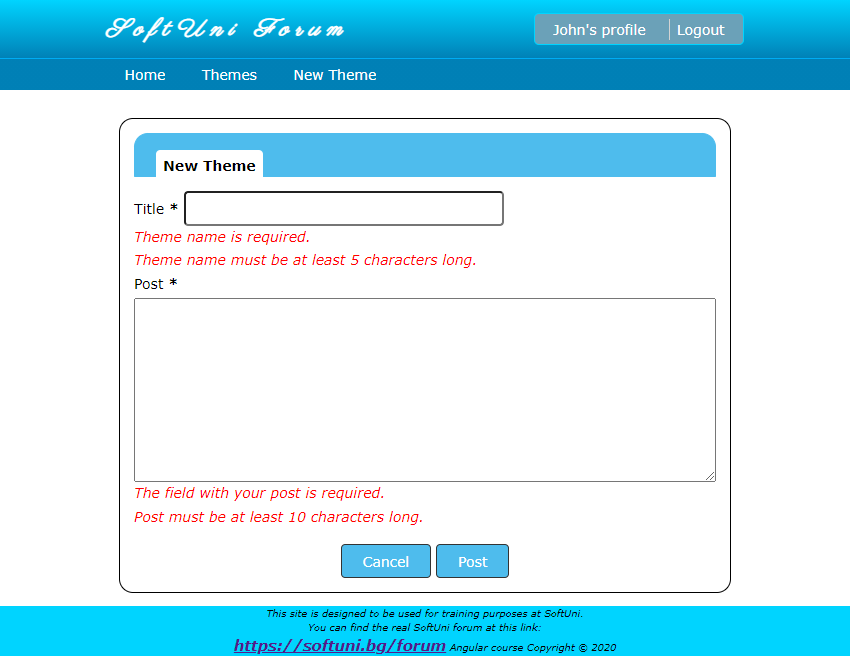 SoftUni Forum
John's profile Logout
Home Themes New Theme
New Theme
Title *
Theme name is required.
Theme name must be at least 5 characters long.
Post *
The field with your post is required.
Post must be at least 10 characters long.
Cancel Post
This site is designed to be used for training purposes at SoftUni.
You can find the real SoftUni forum at this link:
https://softuni.bg/forum Angular course Copyright © 2020